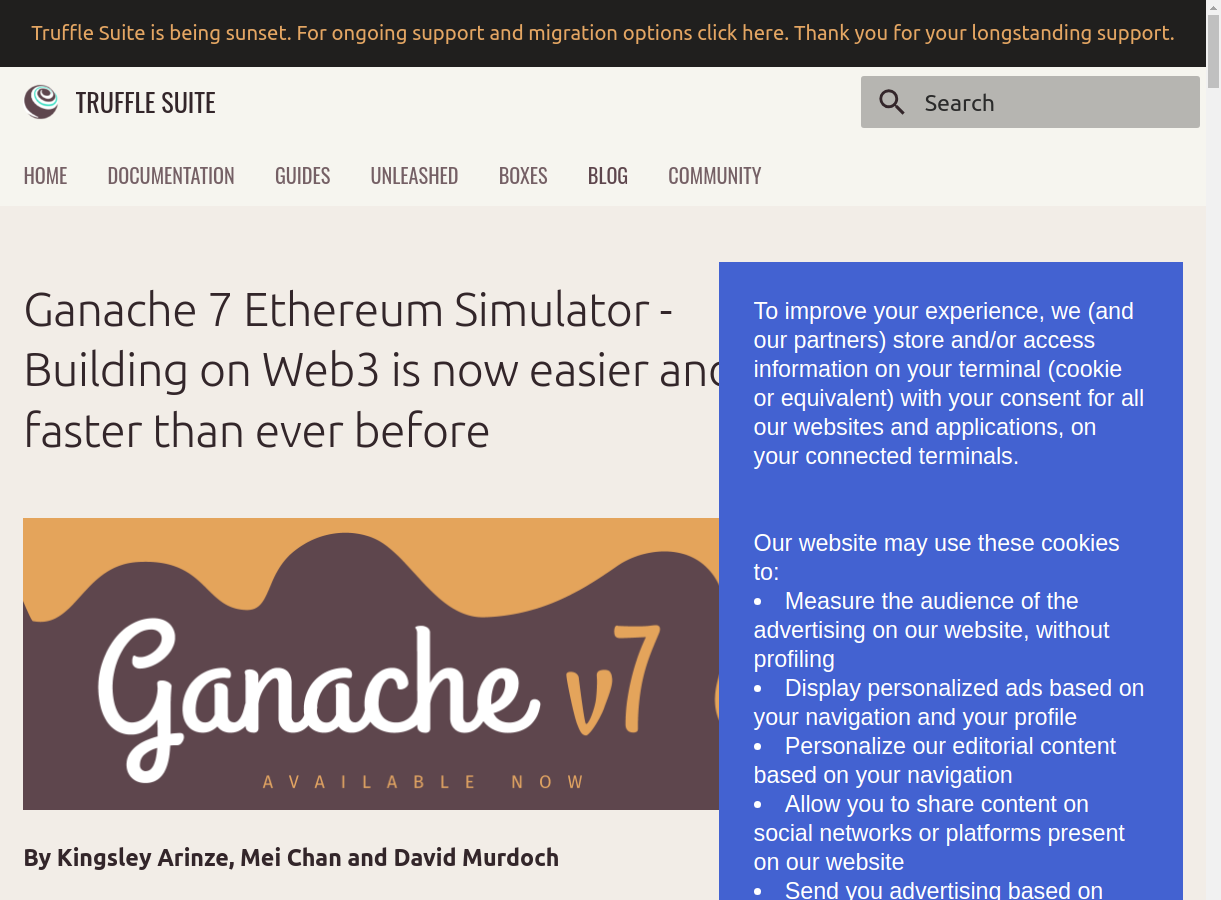 Truffle Suite is being sunset. For ongoing support and migration options click here. Thank you for your longstanding support.
TRUFFLE SUITE
Search
HOME DOCUMENTATION GUIDES UNLEASHED BOXES BLOG COMMUNITY
Ganache 7 Ethereum Simulator -
Building on Web3 is now easier and
faster than ever before
Ganache v7
AVAILABLE NOW
By Kingsley Arinze, Mei Chan and David Murdoch
To improve your experience, we (and
our partners) store and/or access
information on your terminal (cookie
or equivalent) with your consent for all
our websites and applications, on
your connected terminals.
Our website may use these cookies
to:
• Measure the audience of the
advertising on our website, without
profiling
• Display personalized ads based on
your navigation and your profile
• Personalize our editorial content
based on your navigation
• Allow you to share content on
social networks or platforms present
on our website
• Send you advertising based on